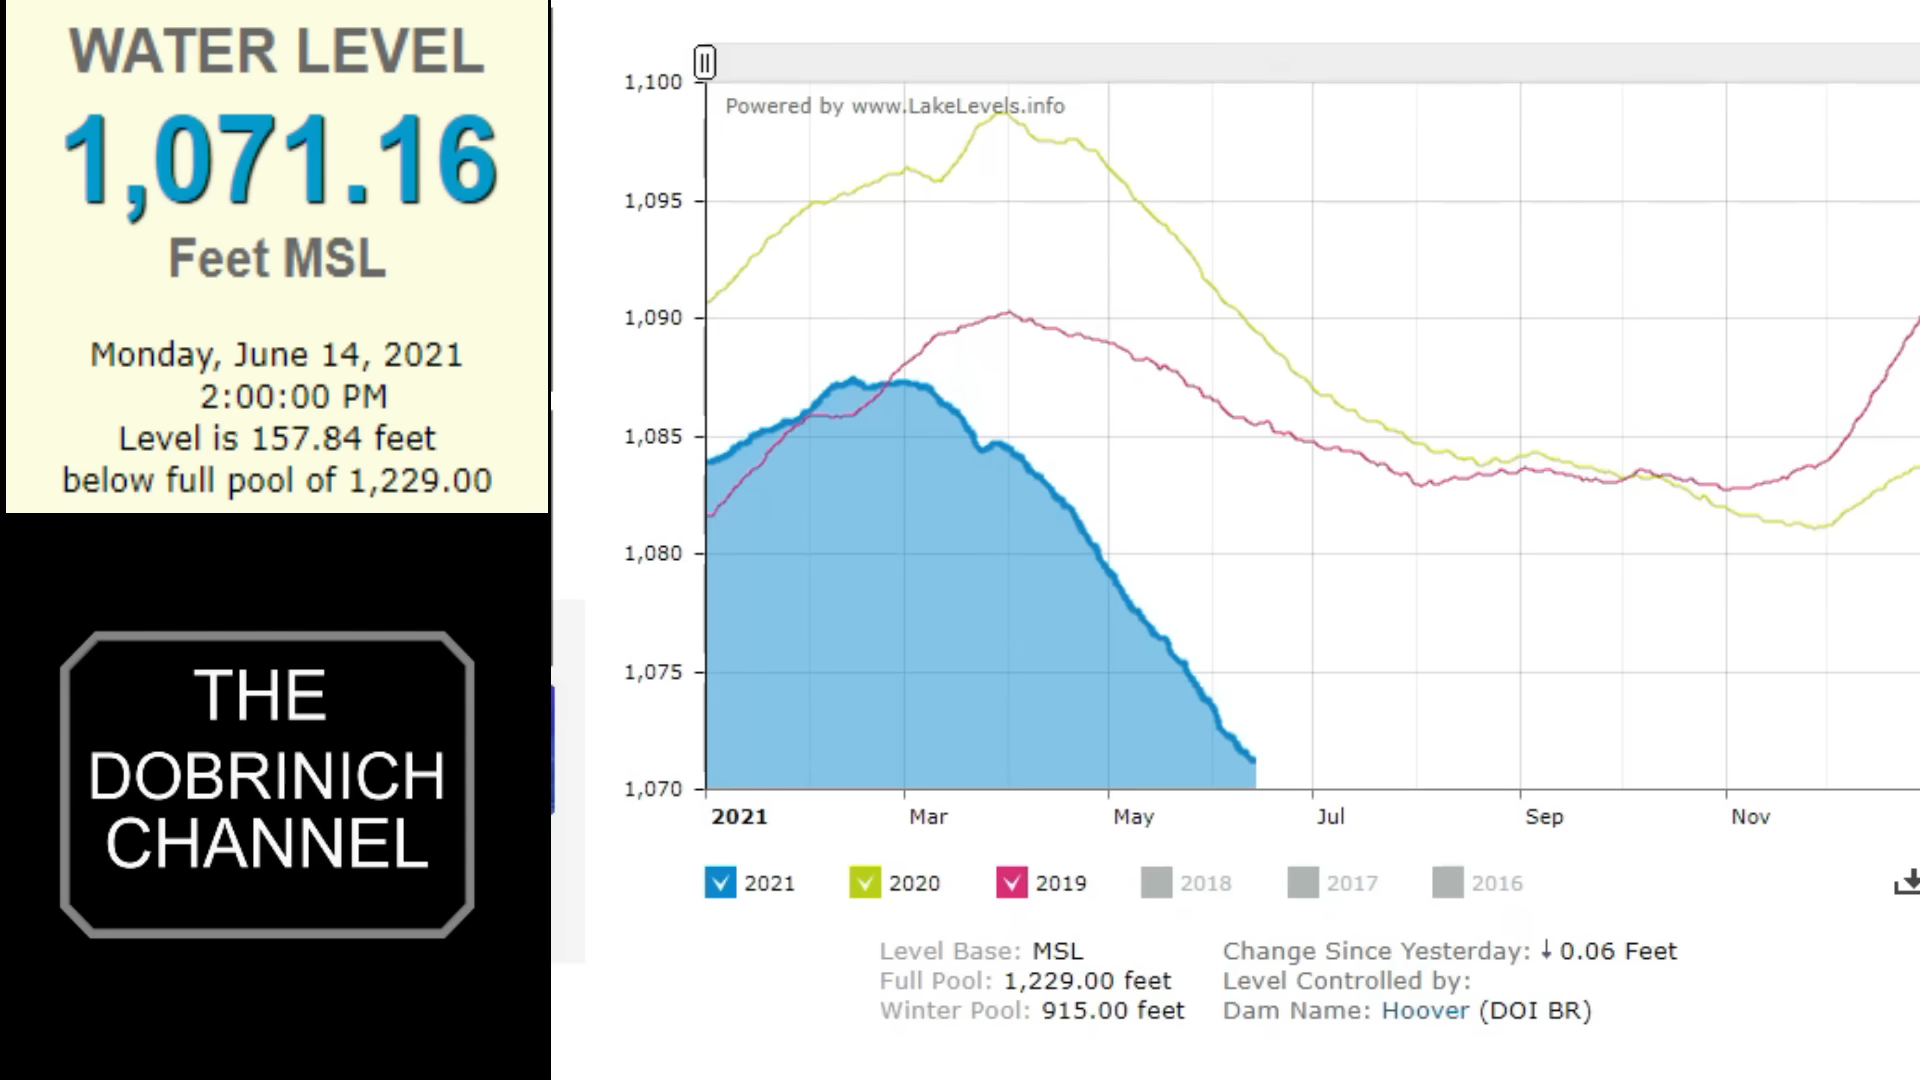 WATER LEVEL
1,071.16
Feet MSL
Monday, June 14, 2021
2:00:00 PM
Level is 157.84 feet
below full pool of 1,229.00
THE
DOBRINICH
CHANNEL
Powered by www.LakeLevels.info
1,100
1,095
1,090
1,085
1,080
1,075
1,070
2021 Mar May Jul Sep Nov
2021 2020 2019 2018 2017 2016
Level Base: MSL
Full Pool: 1,229.00 feet
Winter Pool: 915.00 feet
Change Since Yesterday: ↓ 0.06 Feet
Level Controlled by:
Dam Name: Hoover (DOI BR)